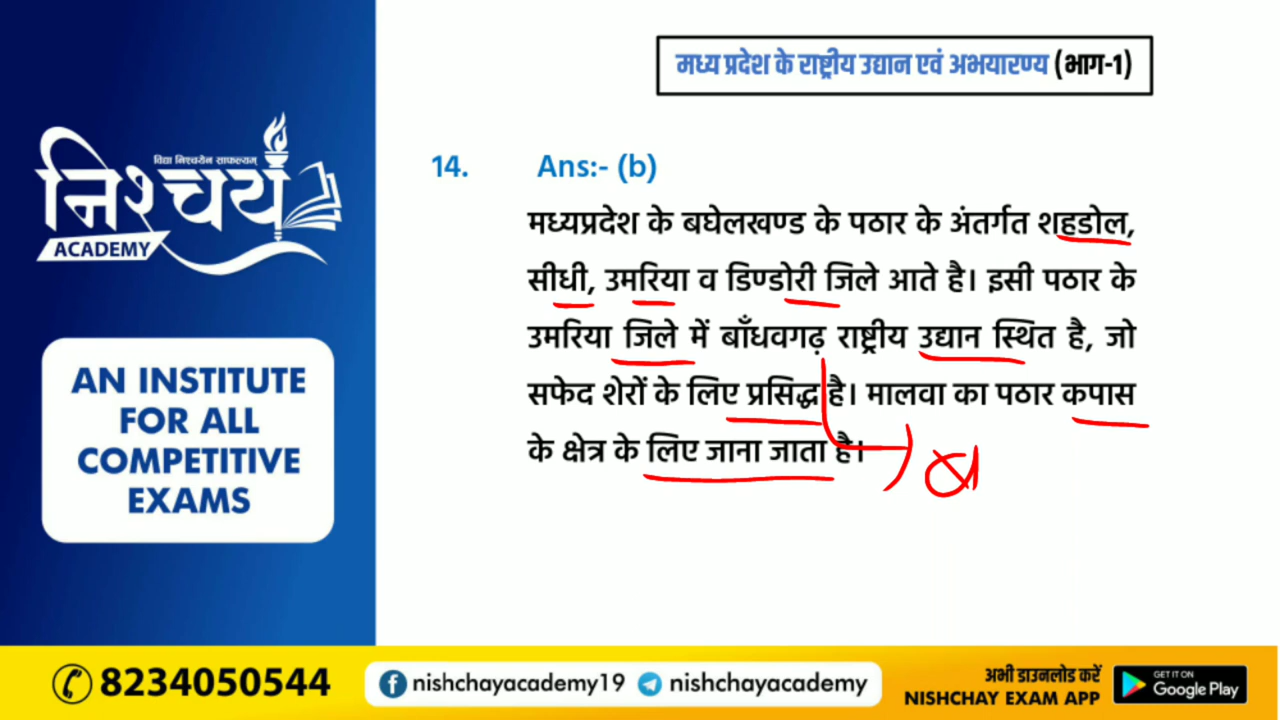 मध्य प्रदेश के राष्ट्रीय उद्यान एवं अभयारण्य (भाग-1)
विद्या निश्चयेन साफल्यम्
निश्चय
ACADEMY
AN INSTITUTE
FOR ALL
COMPETITIVE
EXAMS
14. Ans:- (b)
मध्यप्रदेश के बघेलखण्ड के पठार के अंतर्गत शहडोल,
सीधी, उमरिया व डिण्डोरी जिले आते है। इसी पठार के
उमरिया जिले में बाँधवगढ़ राष्ट्रीय उद्यान स्थित है, जो
सफेद शेरों के लिए प्रसिद्ध है। मालवा का पठार कपास
के क्षेत्र के लिए जाना जाता है।
8234050544
nishchayacademy19
nishchayacademy
अभी डाउनलोड करें
NISHCHAY EXAM APP
GET IT ON
Google Play